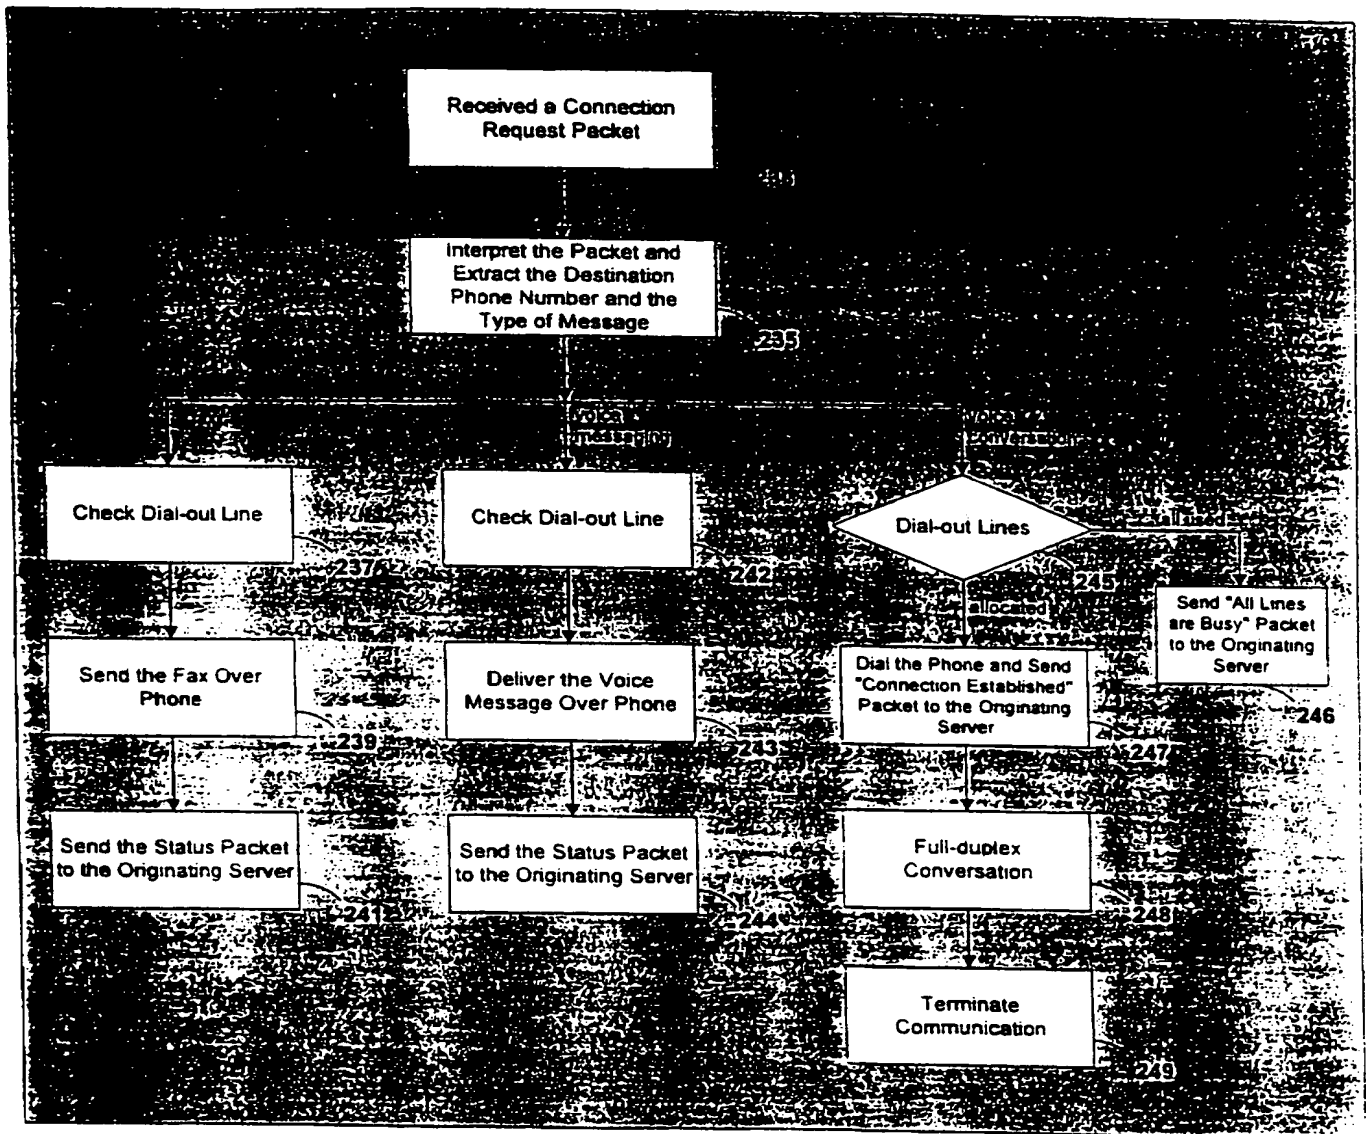 Received a Connection
Request Packet
Interpret the Packet and
Extract the Destination
Phone Number and the
Type of Message
235
Voice
messaging
Voice
conversation
Check Dial-out Line
237
Check Dial-out Line
242
Dial-out Lines
245
all used
allocated
Send "All Lines
are Busy" Packet
to the Originating
Server
246
Send the Fax Over
Phone
239
Deliver the Voice
Message Over Phone
243
Dial the Phone and Send
"Connection Established"
Packet to the Originating
Server
247
Send the Status Packet
to the Originating Server
241
Send the Status Packet
to the Originating Server
244
Full-duplex
Conversation
248
Terminate
Communication
249